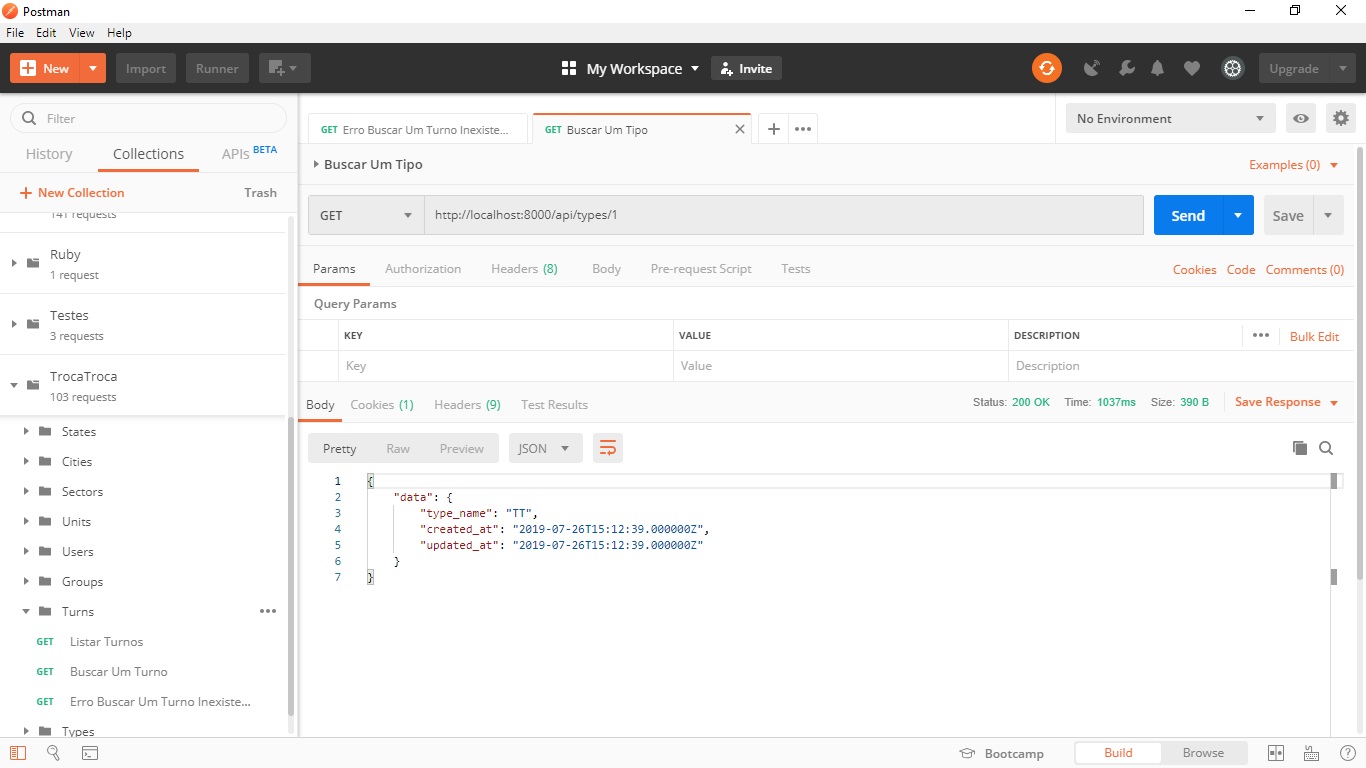 Postman
File Edit View Help
New Import Runner My Workspace Invite Upgrade
Filter
History Collections APIs BETA
New Collection Trash
141 requests
Ruby
1 request
Testes
3 requests
TrocaTroca
103 requests
States
Cities
Sectors
Units
Users
Groups
Turns
GET Listar Turnos
GET Buscar Um Turno
GET Erro Buscar Um Turno Inexiste...
Types
GET Erro Buscar Um Turno Inexiste... GET Buscar Um Tipo No Environment
Buscar Um Tipo Examples (0)
GET http://localhost:8000/api/types/1 Send Save
Params Authorization Headers (8) Body Pre-request Script Tests Cookies Code Comments (0)
Query Params
KEY VALUE DESCRIPTION Bulk Edit
Key Value Description
Body Cookies (1) Headers (9) Test Results Status: 200 OK Time: 1037ms Size: 390 B Save Response
Pretty Raw Preview JSON
1 {
2 "data": {
3 "type_name": "TT",
4 "created_at": "2019-07-26T15:12:39.000000Z",
5 "updated_at": "2019-07-26T15:12:39.000000Z"
6 }
7 }
Bootcamp Build Browse